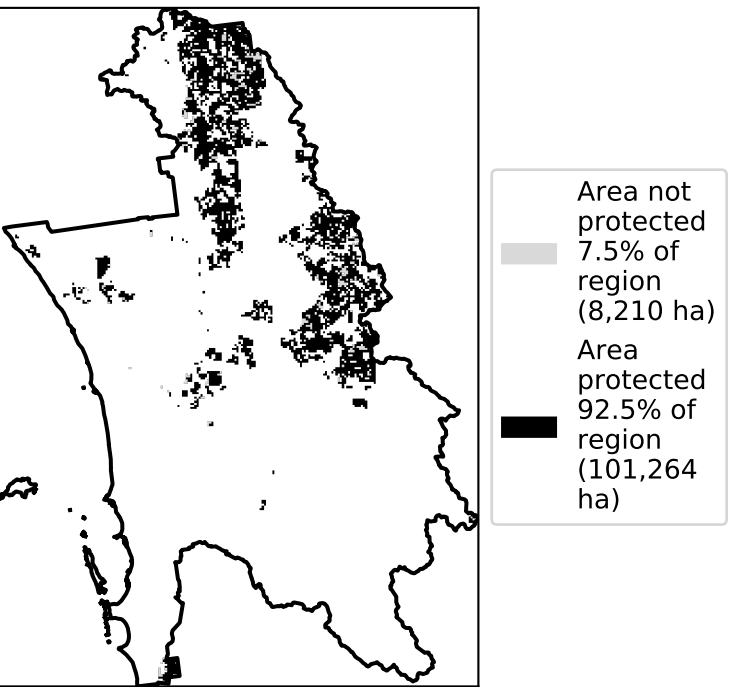 Area not
protected
7.5% of
region
(8,210 ha)
Area
protected
92.5% of
region
(101,264
ha)